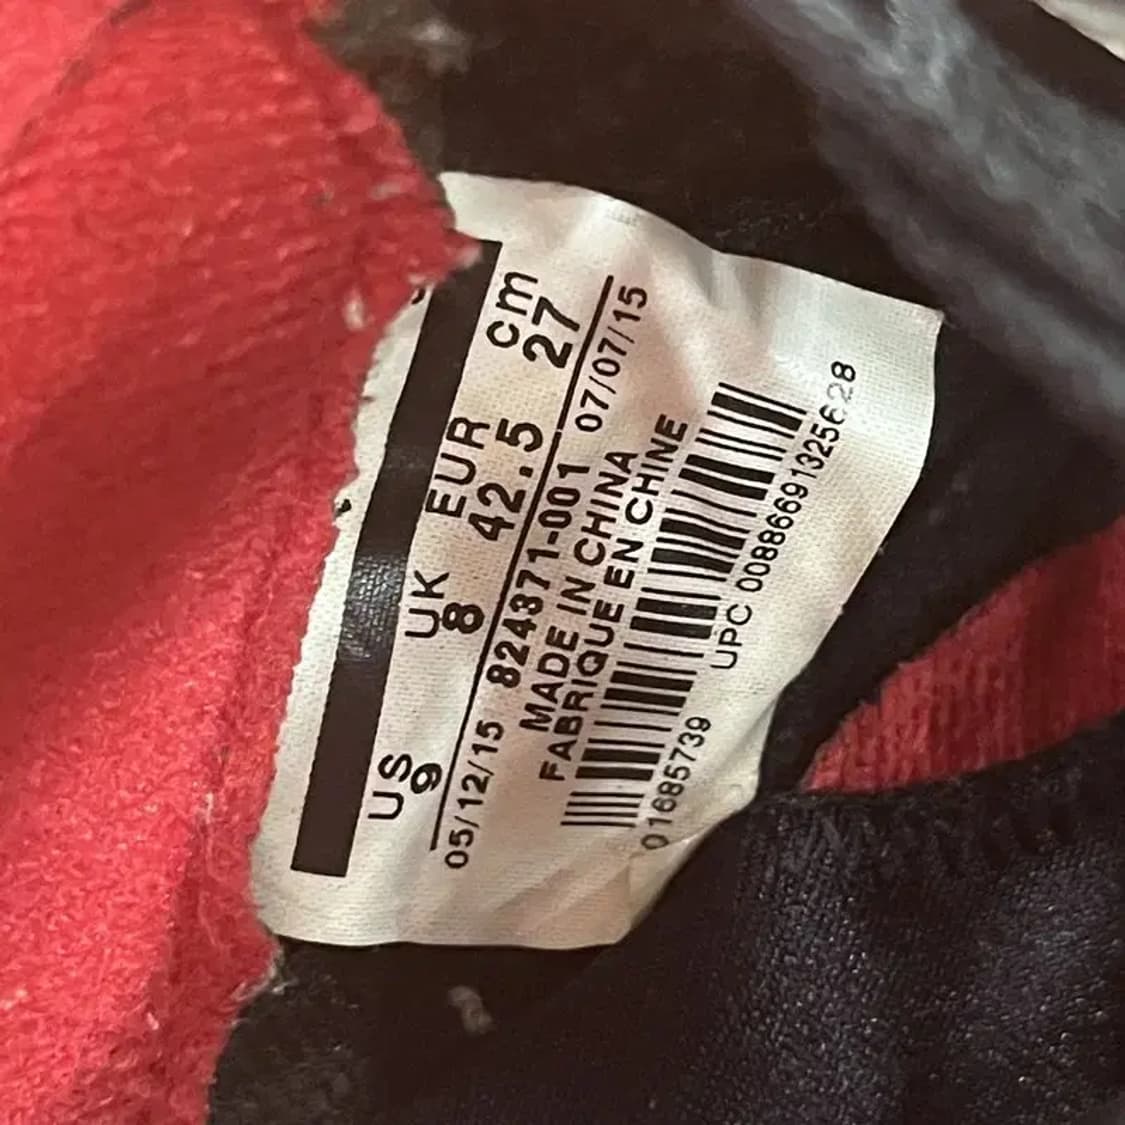 US UK EUR cm
9 8 42.5 27
05/12/15 824371-001 07/07/15
MADE IN CHINA
FABRIQUE EN CHINE
01685739 UPC 00886691325628